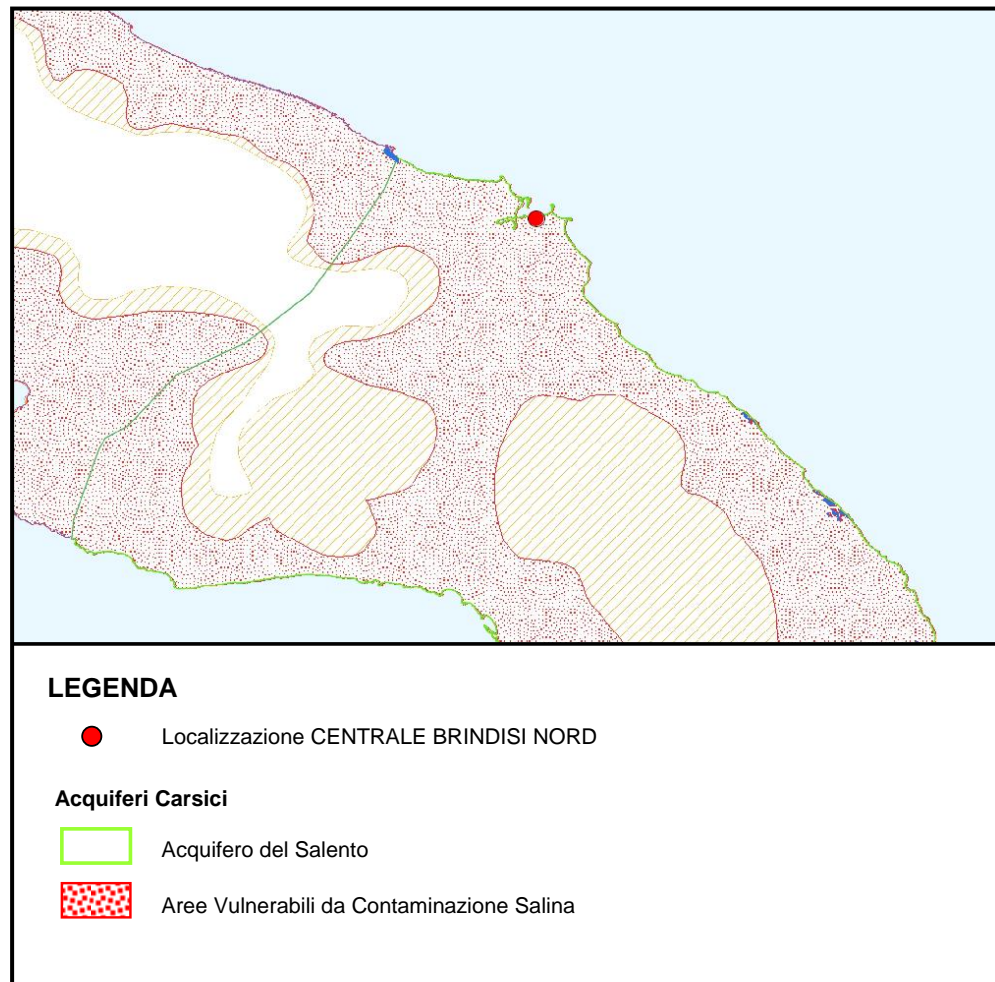 LEGENDA
Localizzazione CENTRALE BRINDISI NORD
Acquiferi Carsici
Acquifero del Salento
Aree Vulnerabili da Contaminazione Salina